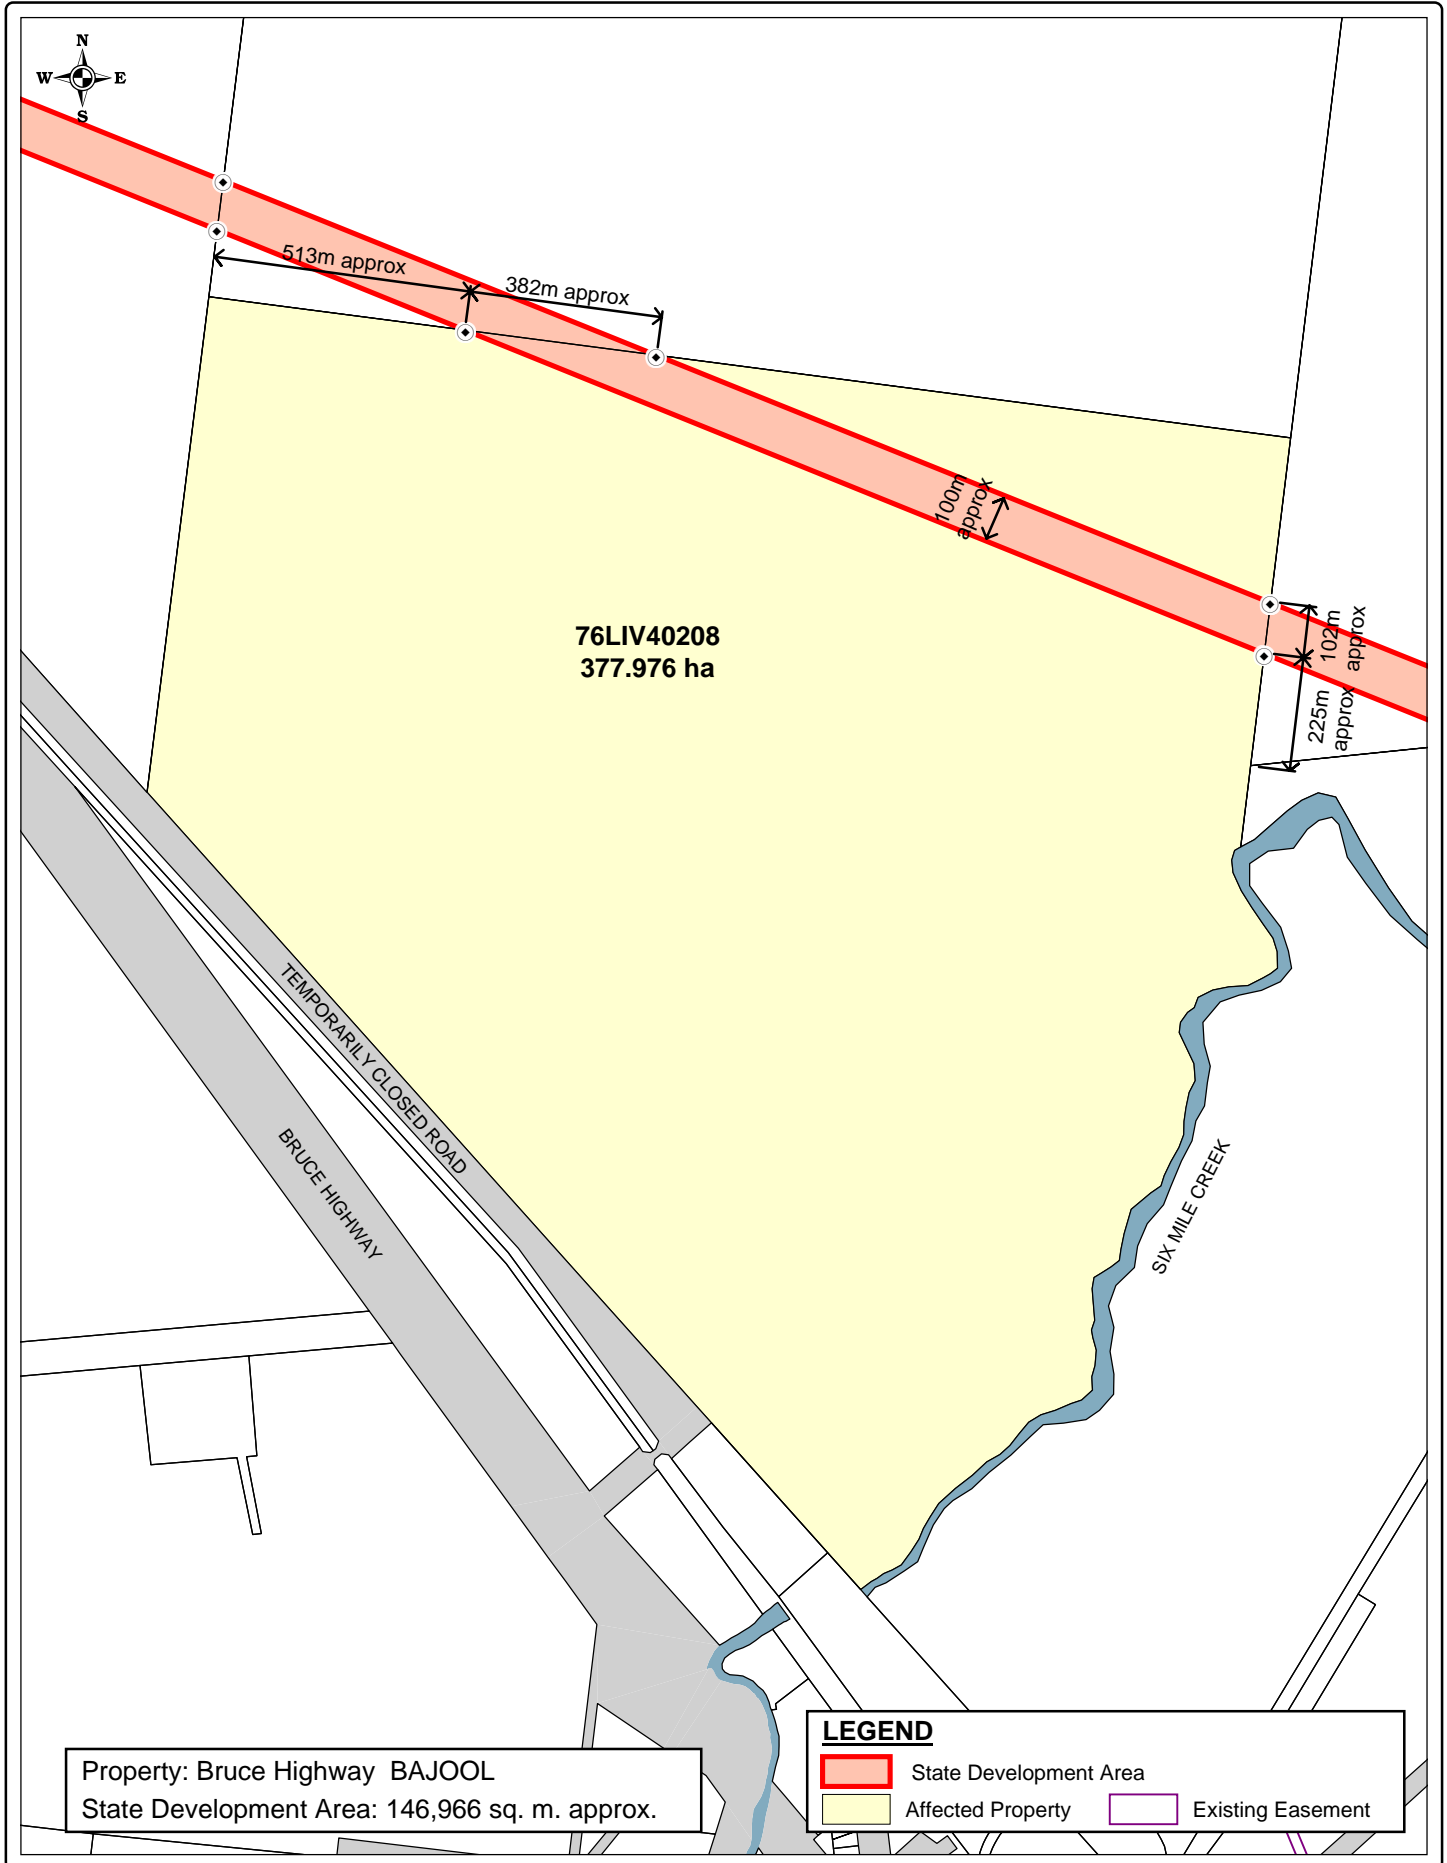 N
W E
S
513m approx
382m approx
100m
approx
102m
approx
225m
approx
76LIV40208
377.976 ha
TEMPORARILY CLOSED ROAD
BRUCE HIGHWAY
SIX MILE CREEK
Property: Bruce Highway BAJOOL
State Development Area: 146,966 sq. m. approx.
LEGEND
State Development Area
Affected Property
Existing Easement